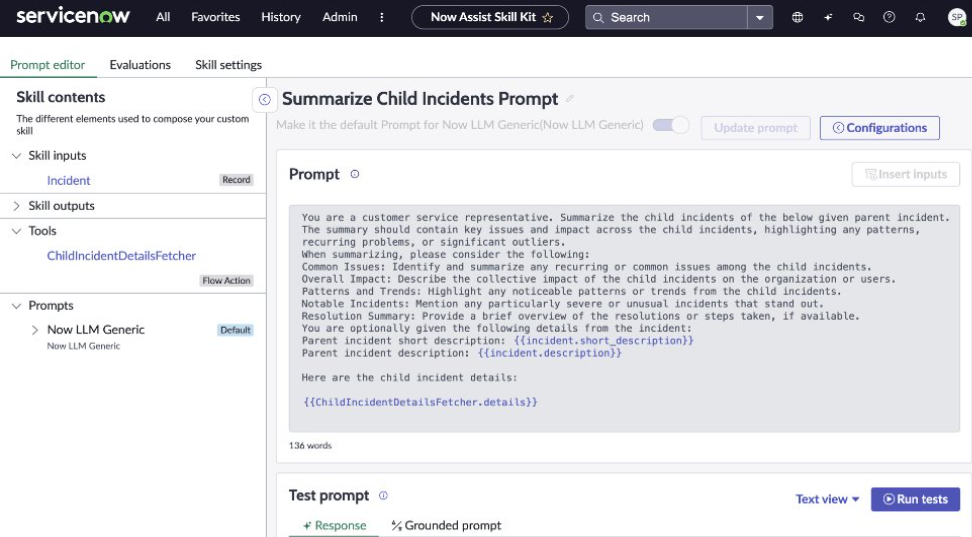 servicenow All Favorites History Admin Now Assist Skill Kit Search SP
Prompt editor Evaluations Skill settings
Skill contents
The different elements used to compose your custom
skill
Skill inputs
Incident Record
Skill outputs
Tools
ChildIncidentDetailsFetcher
Flow Action
Prompts
Now LLM Generic Default
Now LLM Generic
Summarize Child Incidents Prompt
Make it the default Prompt for Now LLM Generic(Now LLM Generic) Update prompt Configurations
Prompt Insert inputs
You are a customer service representative. Summarize the child incidents of the below given parent incident.
The summary should contain key issues and impact across the child incidents, highlighting any patterns,
recurring problems, or significant outliers.
When summarizing, please consider the following:
Common Issues: Identify and summarize any recurring or common issues among the child incidents.
Overall Impact: Describe the collective impact of the child incidents on the organization or users.
Patterns and Trends: Highlight any noticeable patterns or trends from the child incidents.
Notable Incidents: Mention any particularly severe or unusual incidents that stand out.
Resolution Summary: Provide a brief overview of the resolutions or steps taken, if available.
You are optionally given the following details from the incident:
Parent incident short description: {{incident.short_description}}
Parent incident description: {{incident.description}}
Here are the child incident details:
{{ChildIncidentDetailsFetcher.details}}
136 words
Test prompt Text view Run tests
Response Grounded prompt